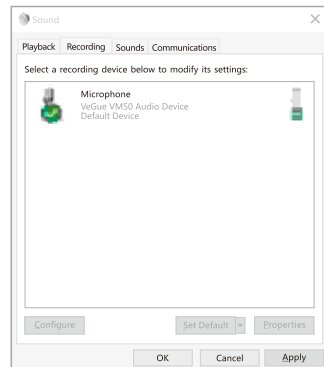 Sound
Playback Recording Sounds Communications
Select a recording device below to modify its settings:
Microphone
VeGue VM50 Audio Device
Default Device
Configure Set Default Properties
OK Cancel Apply